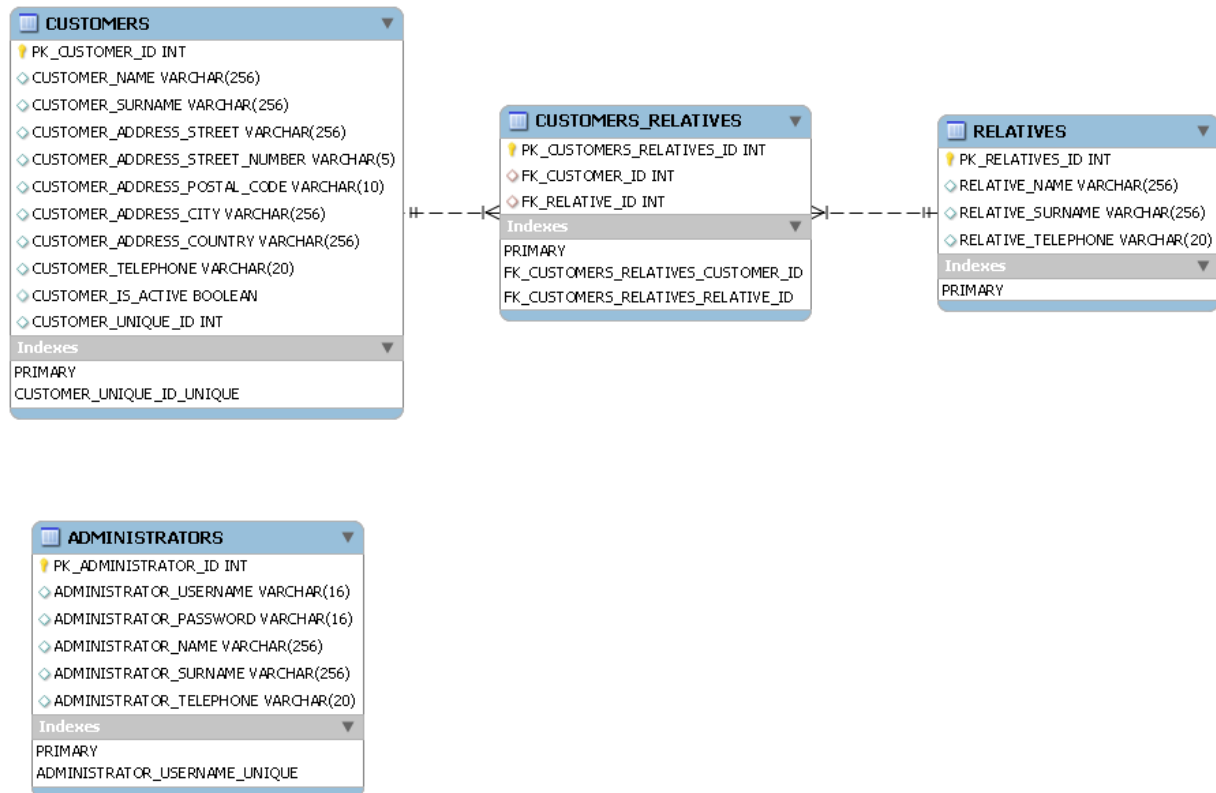 CUSTOMERS
PK_CUSTOMER_ID INT
CUSTOMER_NAME VARCHAR(256)
CUSTOMER_SURNAME VARCHAR(256)
CUSTOMER_ADDRESS_STREET VARCHAR(256)
CUSTOMER_ADDRESS_STREET_NUMBER VARCHAR(5)
CUSTOMER_ADDRESS_POSTAL_CODE VARCHAR(10)
CUSTOMER_ADDRESS_CITY VARCHAR(256)
CUSTOMER_ADDRESS_COUNTRY VARCHAR(256)
CUSTOMER_TELEPHONE VARCHAR(20)
CUSTOMER_IS_ACTIVE BOOLEAN
CUSTOMER_UNIQUE_ID INT
Indexes
PRIMARY
CUSTOMER_UNIQUE_ID_UNIQUE
CUSTOMERS_RELATIVES
PK_CUSTOMERS_RELATIVES_ID INT
FK_CUSTOMER_ID INT
FK_RELATIVE_ID INT
Indexes
PRIMARY
FK_CUSTOMERS_RELATIVES_CUSTOMER_ID
FK_CUSTOMERS_RELATIVES_RELATIVE_ID
RELATIVES
PK_RELATIVES_ID INT
RELATIVE_NAME VARCHAR(256)
RELATIVE_SURNAME VARCHAR(256)
RELATIVE_TELEPHONE VARCHAR(20)
Indexes
PRIMARY
ADMINISTRATORS
PK_ADMINISTRATOR_ID INT
ADMINISTRATOR_USERNAME VARCHAR(16)
ADMINISTRATOR_PASSWORD VARCHAR(16)
ADMINISTRATOR_NAME VARCHAR(256)
ADMINISTRATOR_SURNAME VARCHAR(256)
ADMINISTRATOR_TELEPHONE VARCHAR(20)
Indexes
PRIMARY
ADMINISTRATOR_USERNAME_UNIQUE